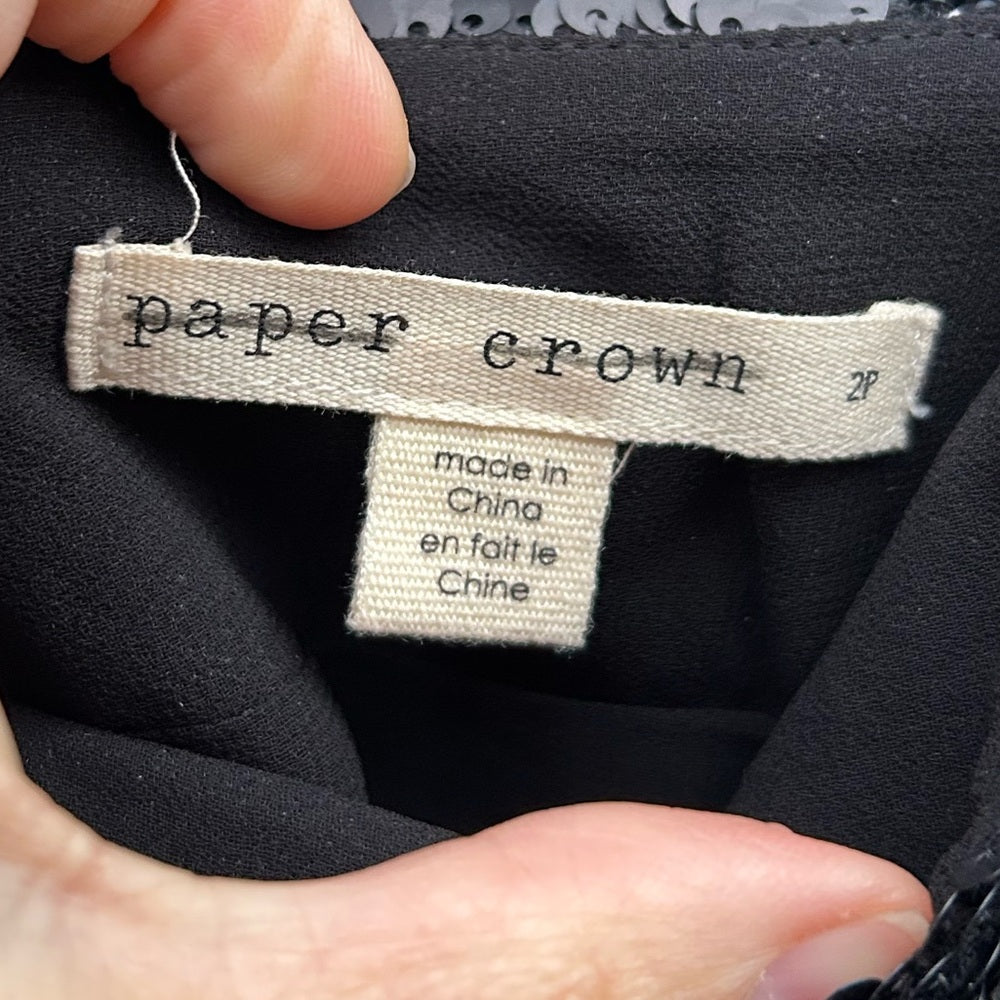 paper crown 2P
made in
China
en fait le
Chine